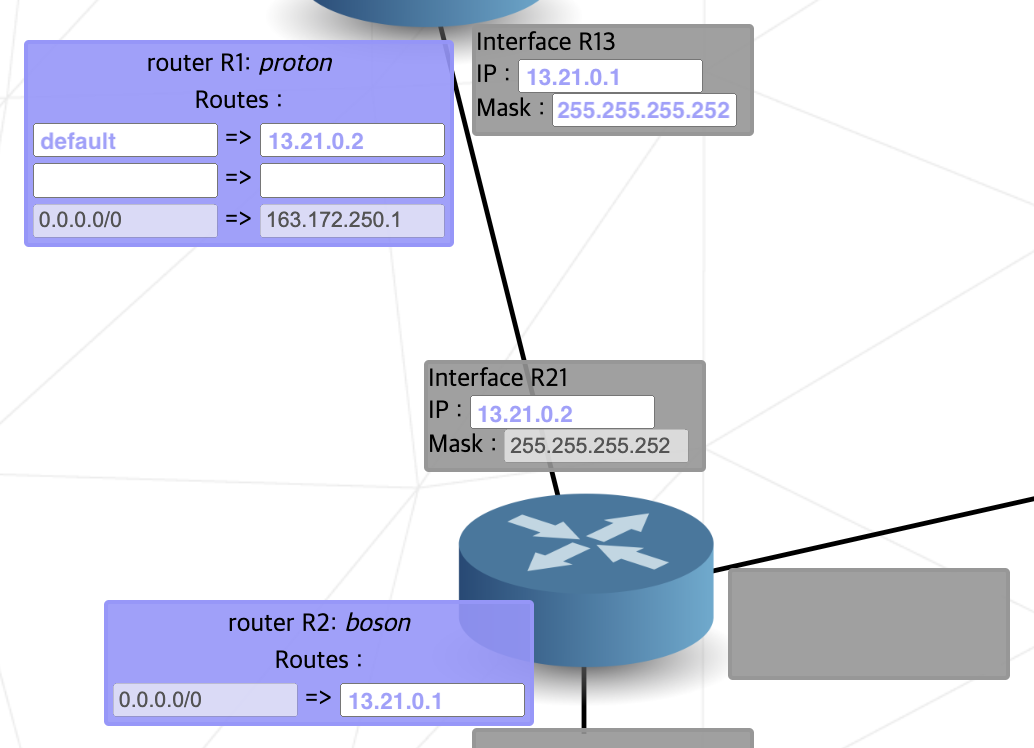 Interface R13
IP : 13.21.0.1
Mask : 255.255.255.252
router R1: proton
Routes :
default => 13.21.0.2
=>
0.0.0.0/0 => 163.172.250.1
Interface R21
IP : 13.21.0.2
Mask : 255.255.255.252
router R2: boson
Routes :
0.0.0.0/0 => 13.21.0.1